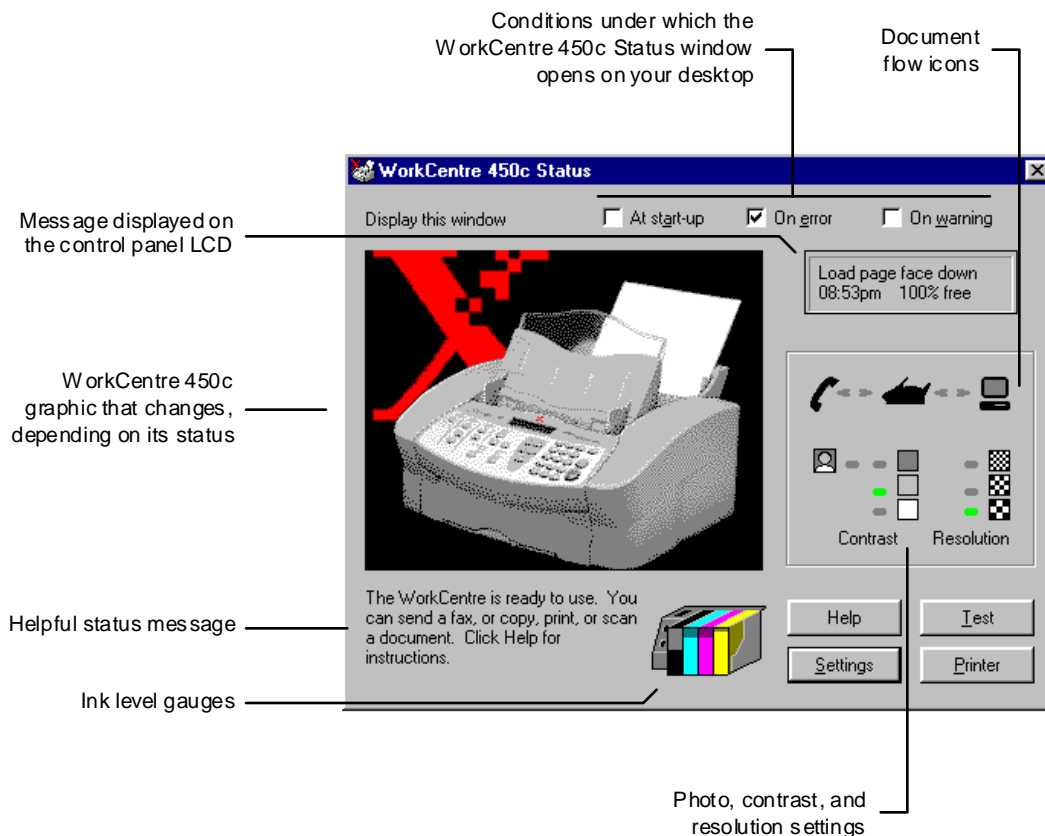 Conditions under which the
WorkCentre 450c Status window
opens on your desktop
Document
flow icons
WorkCentre 450c Status
Message displayed on
the control panel LCD
Display this window
At start-up
On error
On warning
Load page face down
08:53pm 100% free
WorkCentre 450c
graphic that changes,
depending on its status
Contrast
Resolution
Helpful status message
The WorkCentre is ready to use. You
can send a fax, or copy, print, or scan
a document. Click Help for
instructions.
Help
Test
Settings
Printer
Ink level gauges
Photo, contrast, and
resolution settings